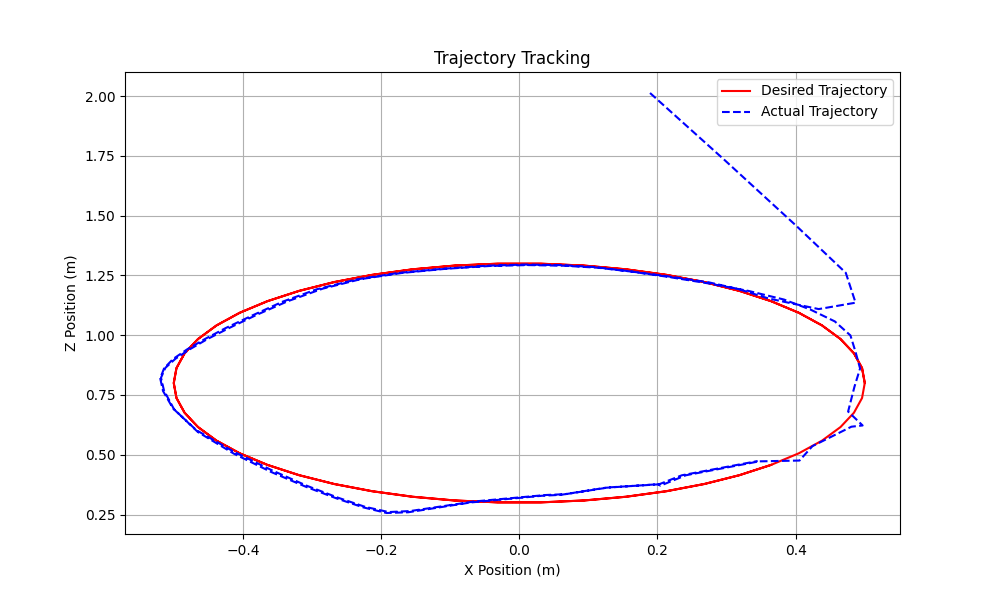 Trajectory Tracking
Desired Trajectory
Actual Trajectory
2.00
1.75
1.50
1.25
1.00
0.75
0.50
0.25
Z Position (m)
−0.4
−0.2
0.0
0.2
0.4
X Position (m)